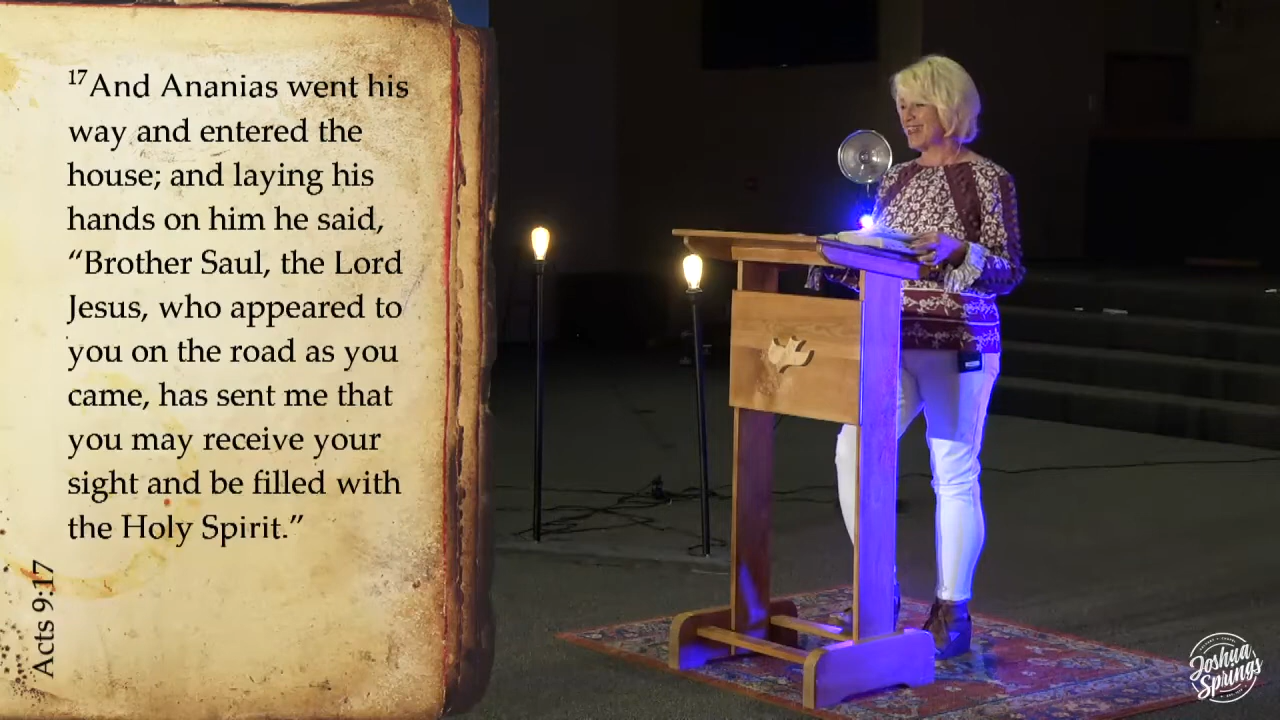 17And Ananias went his
way and entered the
house; and laying his
hands on him he said,
“Brother Saul, the Lord
Jesus, who appeared to
you on the road as you
came, has sent me that
you may receive your
sight and be filled with
the Holy Spirit.”
Acts 9:17
Joshua
Springs